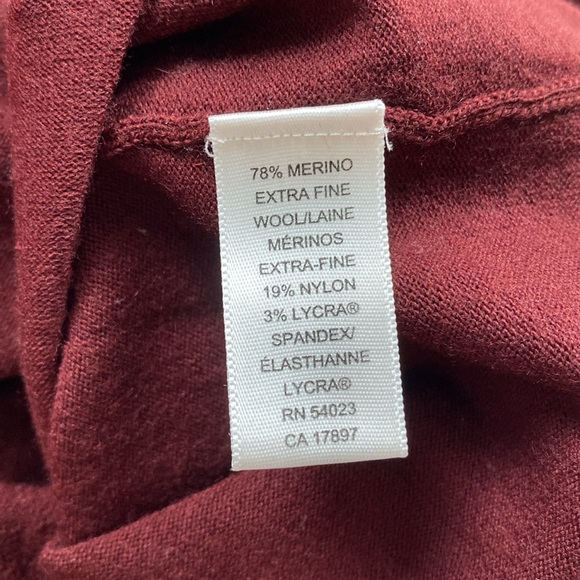 78% MERINO
EXTRA FINE
WOOL/LAINE
MÉRINOS
EXTRA-FINE
19% NYLON
3% LYCRA®
SPANDEX/
ÉLASTHANNE
LYCRA®
RN 54023
CA 17897